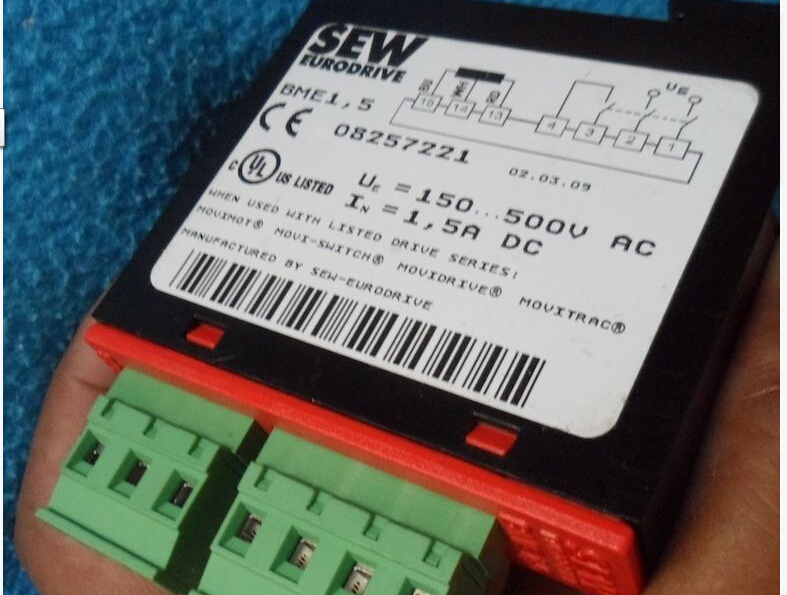 SEW
EURODRIVE
BME1,5
08257221
02.03.09
UE
15 14 13 4 3 2 1
C UL US LISTED
UE = 150...500V AC
IN = 1,5A DC
WHEN USED WITH LISTED DRIVE SERIES:
MOVIMOT® MOVI-SWITCH® MOVIDRIVE® MOVITRAC®
MANUFACTURED BY SEW-EURODRIVE